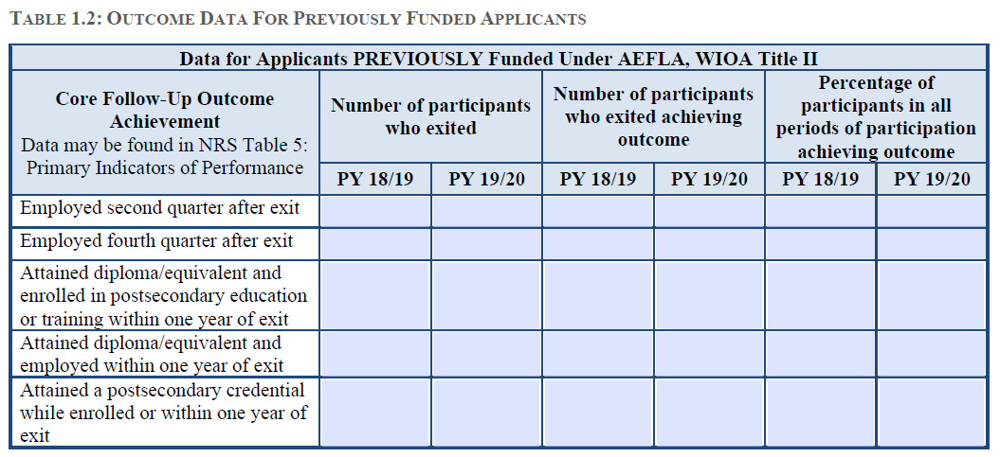 TABLE 1.2: OUTCOME DATA FOR PREVIOUSLY FUNDED APPLICANTS
Data for Applicants PREVIOUSLY Funded Under AEFLA, WIOA Title II
Core Follow-Up Outcome
Achievement
Data may be found in NRS Table 5:
Primary Indicators of Performance
Number of participants
who exited
Number of participants
who exited achieving
outcome
Percentage of
participants in all
periods of participation
achieving outcome
PY 18/19
PY 19/20
PY 18/19
PY 19/20
PY 18/19
PY 19/20
Employed second quarter after exit
Employed fourth quarter after exit
Attained diploma/equivalent and
enrolled in postsecondary education
or training within one year of exit
Attained diploma/equivalent and
employed within one year of exit
Attained a postsecondary credential
while enrolled or within one year of
exit